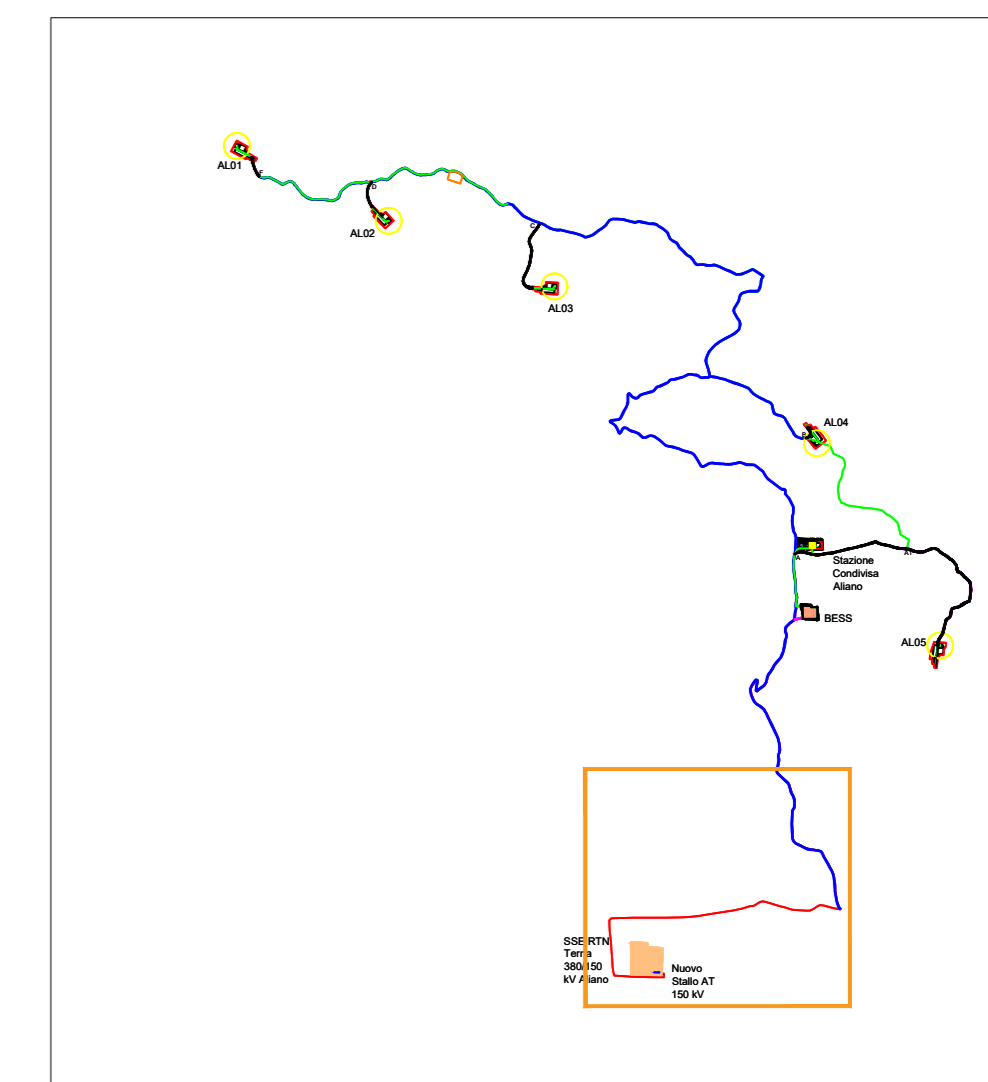 AL01
F
D
AL02
C
AL03
AL04
B
A1
A
Stazione
Condivisa
Aliano
BESS
AL05
SSE RTN
Terna
380/150
kV Aliano
Nuovo
Stallo AT
150 kV